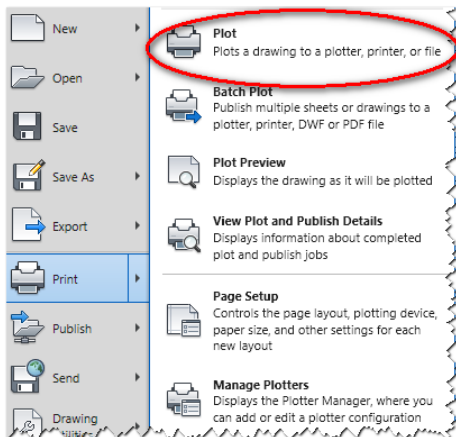 New
Open
Save
Save As
Export
Print
Publish
Send
Drawing
Plot
Plots a drawing to a plotter, printer, or file
Batch Plot
Publish multiple sheets or drawings to a
plotter, printer, DWF or PDF file
Plot Preview
Displays the drawing as it will be plotted
View Plot and Publish Details
Displays information about completed
plot and publish jobs
Page Setup
Controls the page layout, plotting device,
paper size, and other settings for each
new layout
Manage Plotters
Displays the Plotter Manager, where you
can add or edit a plotter configuration